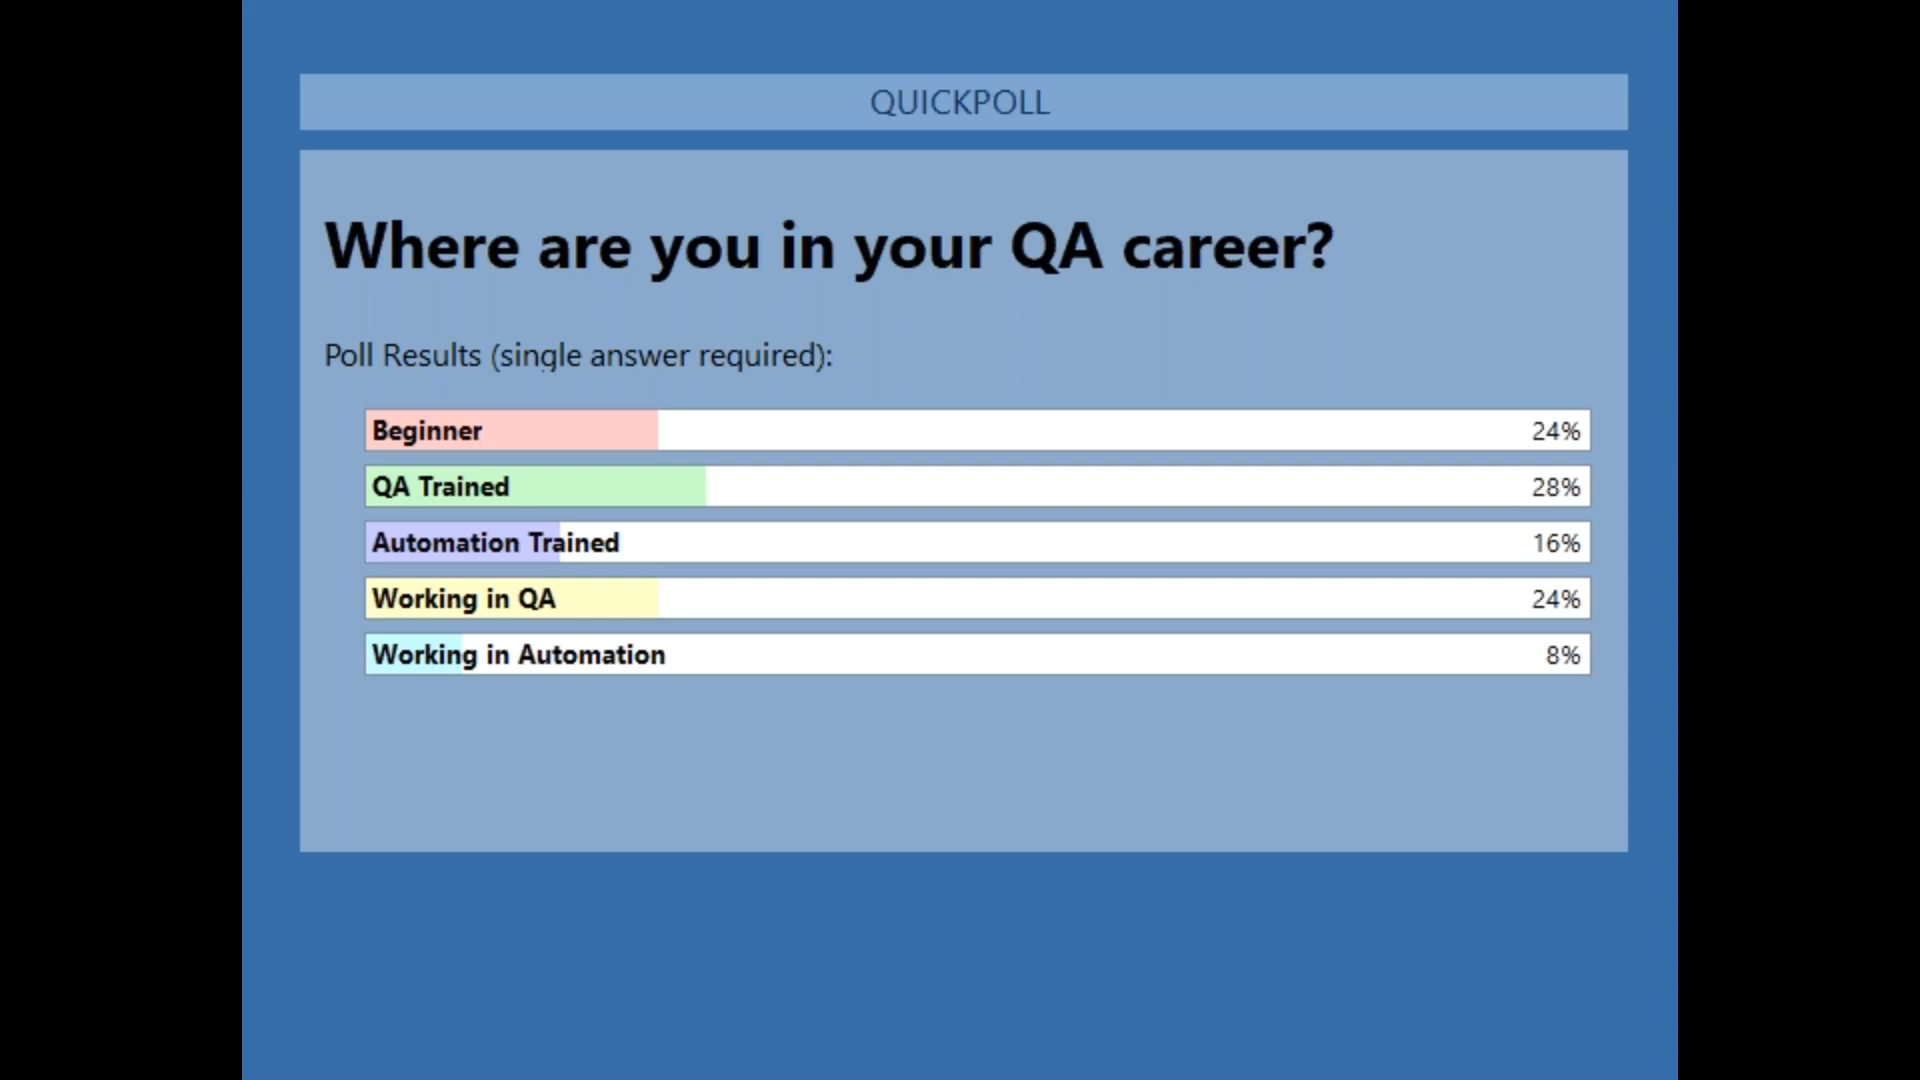 QUICKPOLL
Where are you in your QA career?
Poll Results (single answer required):
Beginner 24%
QA Trained 28%
Automation Trained 16%
Working in QA 24%
Working in Automation 8%